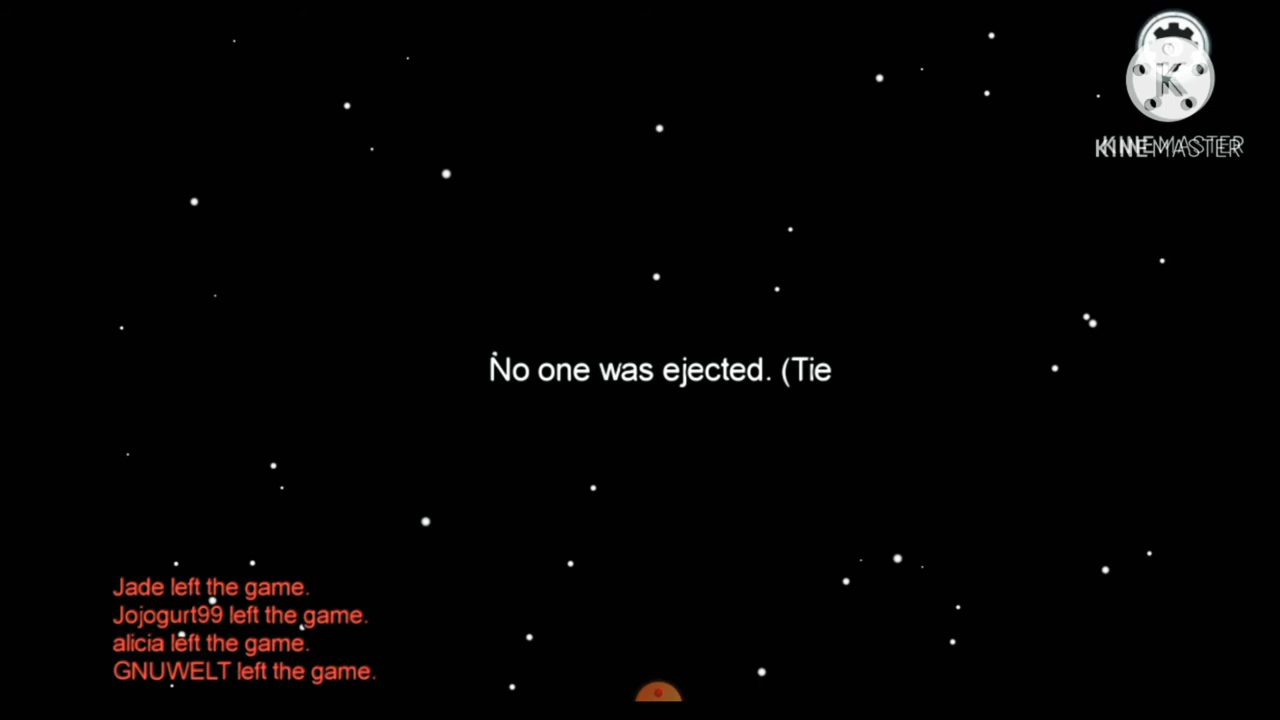 KINEMASTER
KINEMASTER
No one was ejected. (Tie
Jade left the game.
Jojogurt99 left the game.
alicia left the game.
GNUWELT left the game.